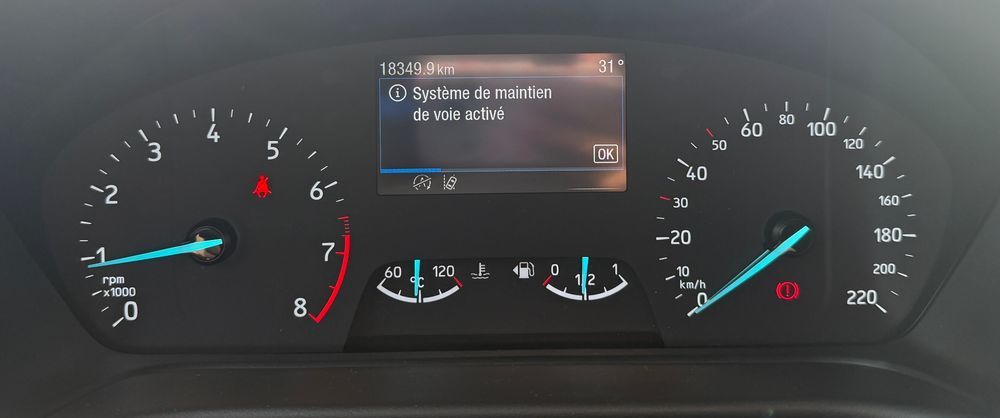 18349.9 km 31°
Système de maintien
de voie activé
OK
0 1 2 3 4 5 6 7 8
rpm
x1000
60 °C 120
0 1/2 1
0 10 20 30 40 50 60 80 100 120 140 160 180 200 220
km/h